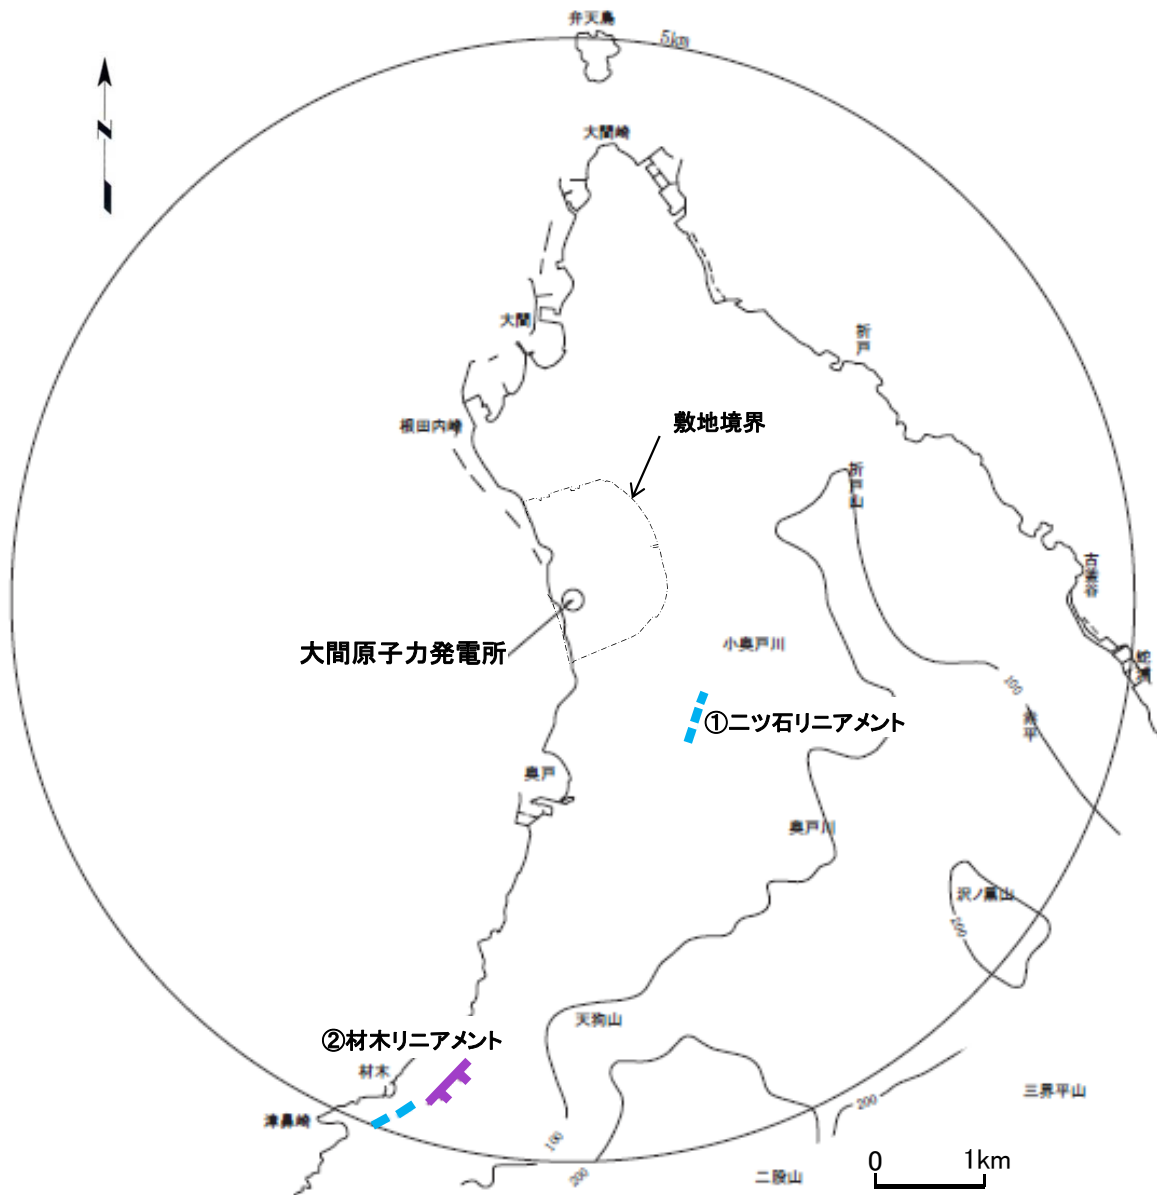 弁天島
5km
N
大間崎
大間
折戸
根田内崎
敷地境界
折戸山
古釜谷
蛇浦
小奥戸川
大間原子力発電所
100
①二ツ石リニアメント
奥戸
奥戸川
沢ノ黒山
200
天狗山
②材木リニアメント
材木
三界平山
200
津鼻崎
100
200
二股山
0 1km